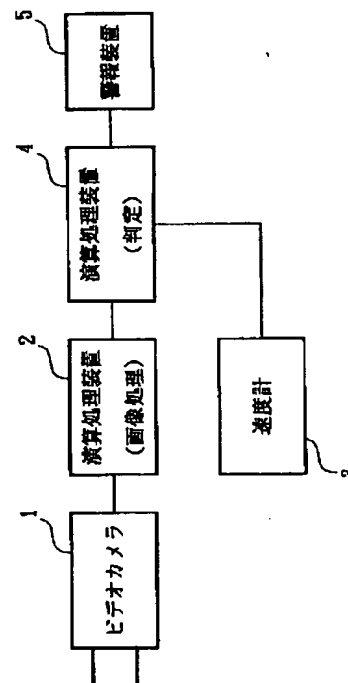 1
ビデオカメラ
2
演算処理装置
(画像処理)
3
速度計
4
演算処理装置
(判定)
5
警報装置